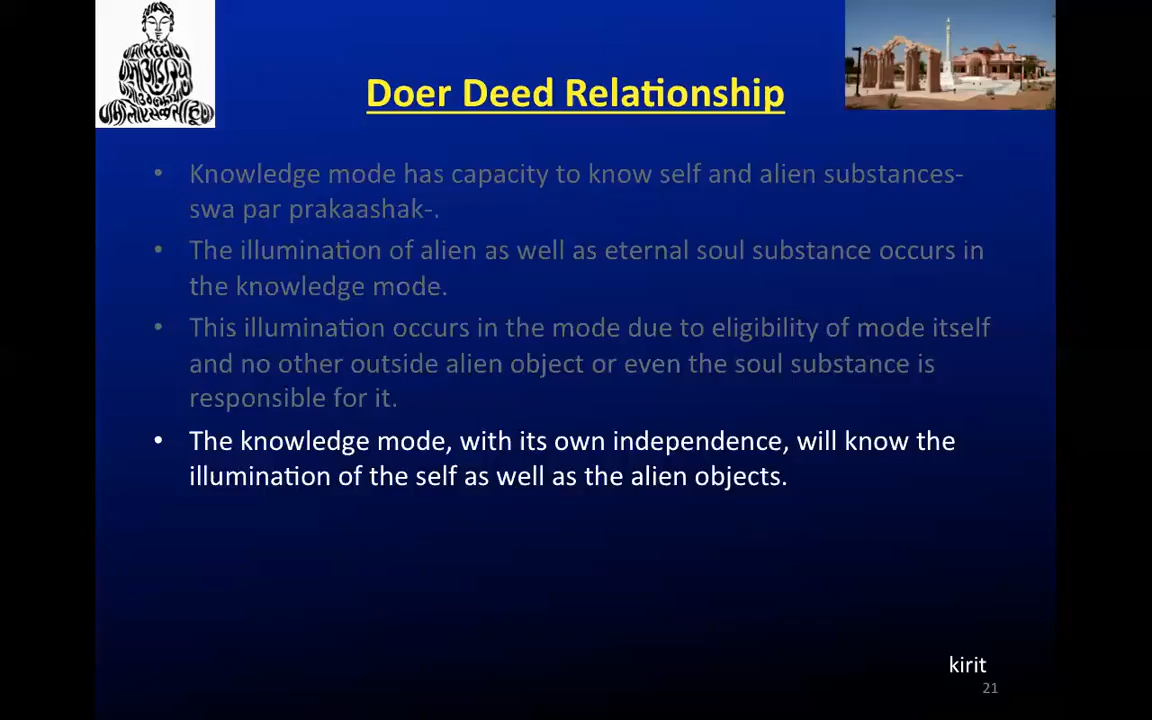 Doer Deed Relationship
• Knowledge mode has capacity to know self and alien substances-
swa par prakaashak-.
• The illumination of alien as well as eternal soul substance occurs in
the knowledge mode.
• This illumination occurs in the mode due to eligibility of mode itself
and no other outside alien object or even the soul substance is
responsible for it.
• The knowledge mode, with its own independence, will know the
illumination of the self as well as the alien objects.
kirit
21